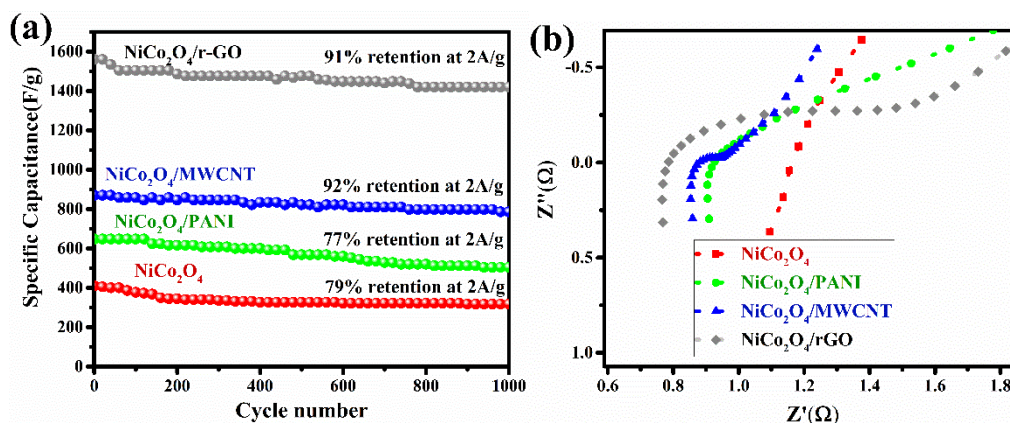 (a)
Specific Capacitance(F/g)
1600
1400
1200
1000
800
600
400
200
0
NiCo₂O₄/r-GO
91% retention at 2A/g
NiCo₂O₄/MWCNT
92% retention at 2A/g
NiCo₂O₄/PANI
77% retention at 2A/g
NiCo₂O₄
79% retention at 2A/g
0 200 400 600 800 1000
Cycle number
(b)
Z''(Ω)
-0.5
0.0
0.5
1.0
NiCo₂O₄
NiCo₂O₄/PANI
NiCo₂O₄/MWCNT
NiCo₂O₄/rGO
0.6 0.8 1.0 1.2 1.4 1.6 1.8
Z'(Ω)